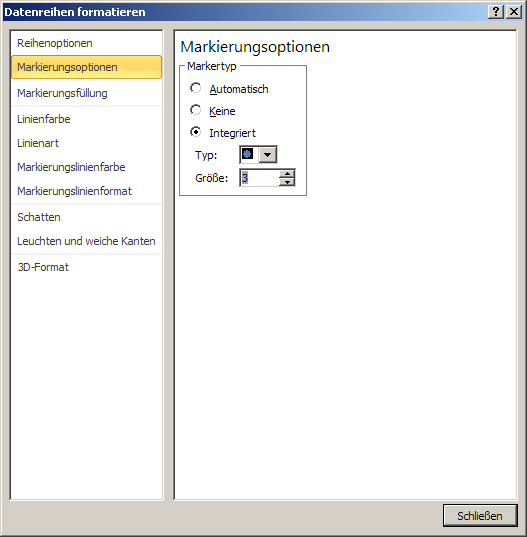 Datenreihen formatieren
Reihenoptionen
Markierungsoptionen
Markierungsfüllung
Linienfarbe
Linienart
Markierungslinienfarbe
Markierungslinienformat
Schatten
Leuchten und weiche Kanten
3D-Format
Markierungsoptionen
Markertyp
Automatisch
Keine
Integriert
Typ:
Größe: 3
Schließen